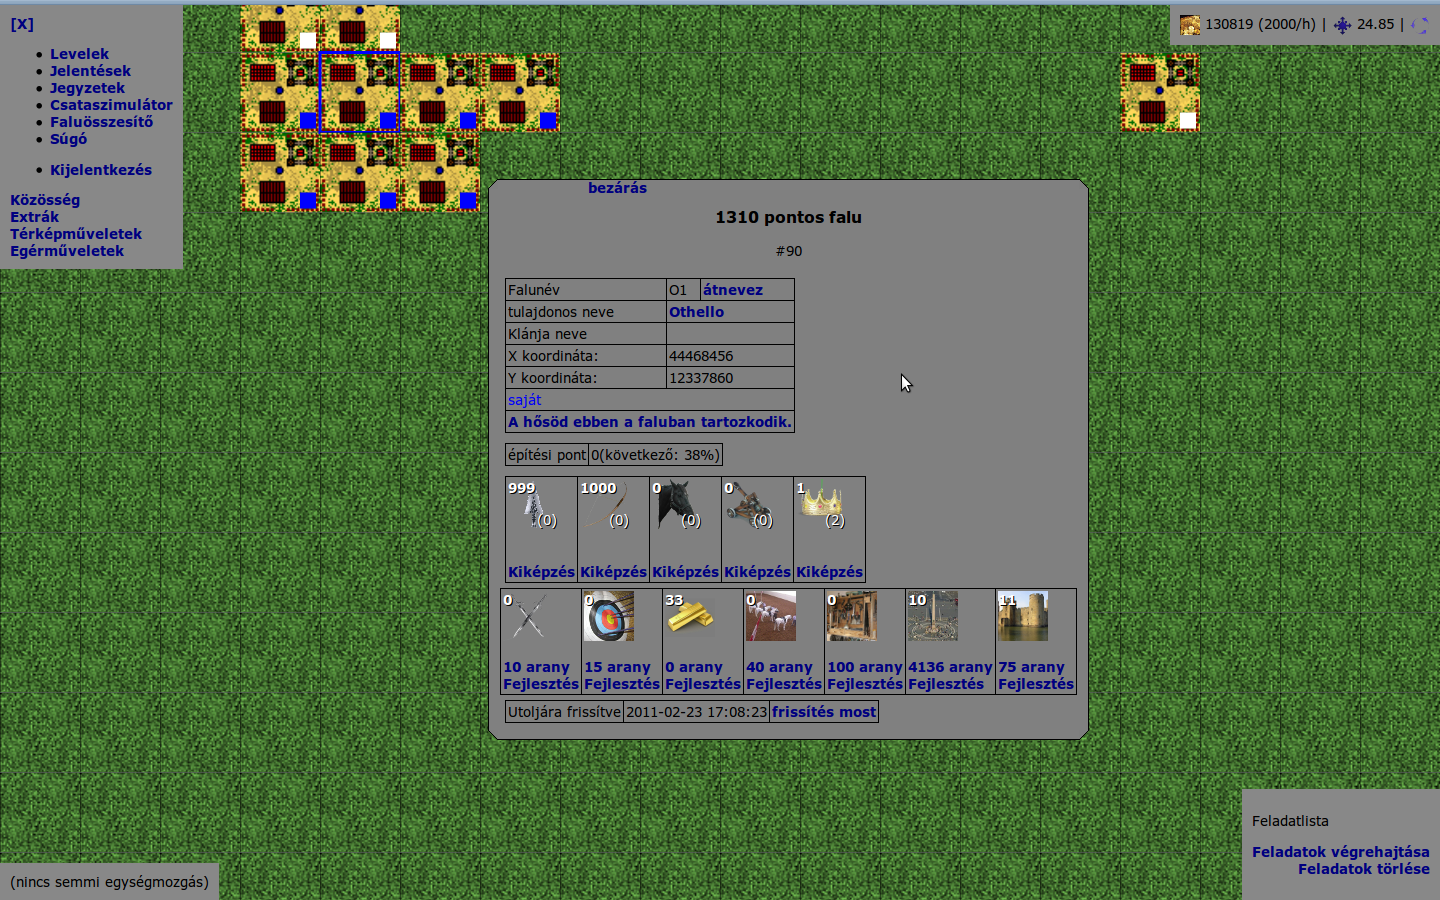 [X]
Levelek
Jelentések
Jegyzetek
Csataszimulátor
Faluösszesítő
Súgó
Kijelentkezés
Közösség
Extrák
Térképműveletek
Egérműveletek
130819 (2000/h) | 24.85 |
bezárás
1310 pontos falu
#90
Falunév O1 átnevez
tulajdonos neve Othello
Klánja neve
X koordináta: 44468456
Y koordináta: 12337860
saját
A hősöd ebben a faluban tartozkodik.
építési pont 0(következő: 38%)
999 1000 0 0 1
(0) (0) (0) (0) (2)
Kiképzés Kiképzés Kiképzés Kiképzés Kiképzés
0 0 33 0 0 10 11
10 arany 15 arany 0 arany 40 arany 100 arany 4136 arany 75 arany
Fejlesztés Fejlesztés Fejlesztés Fejlesztés Fejlesztés Fejlesztés Fejlesztés
Utoljára frissítve 2011-02-23 17:08:23 frissítés most
Feladatlista
Feladatok végrehajtása
Feladatok törlése
(nincs semmi egységmozgás)